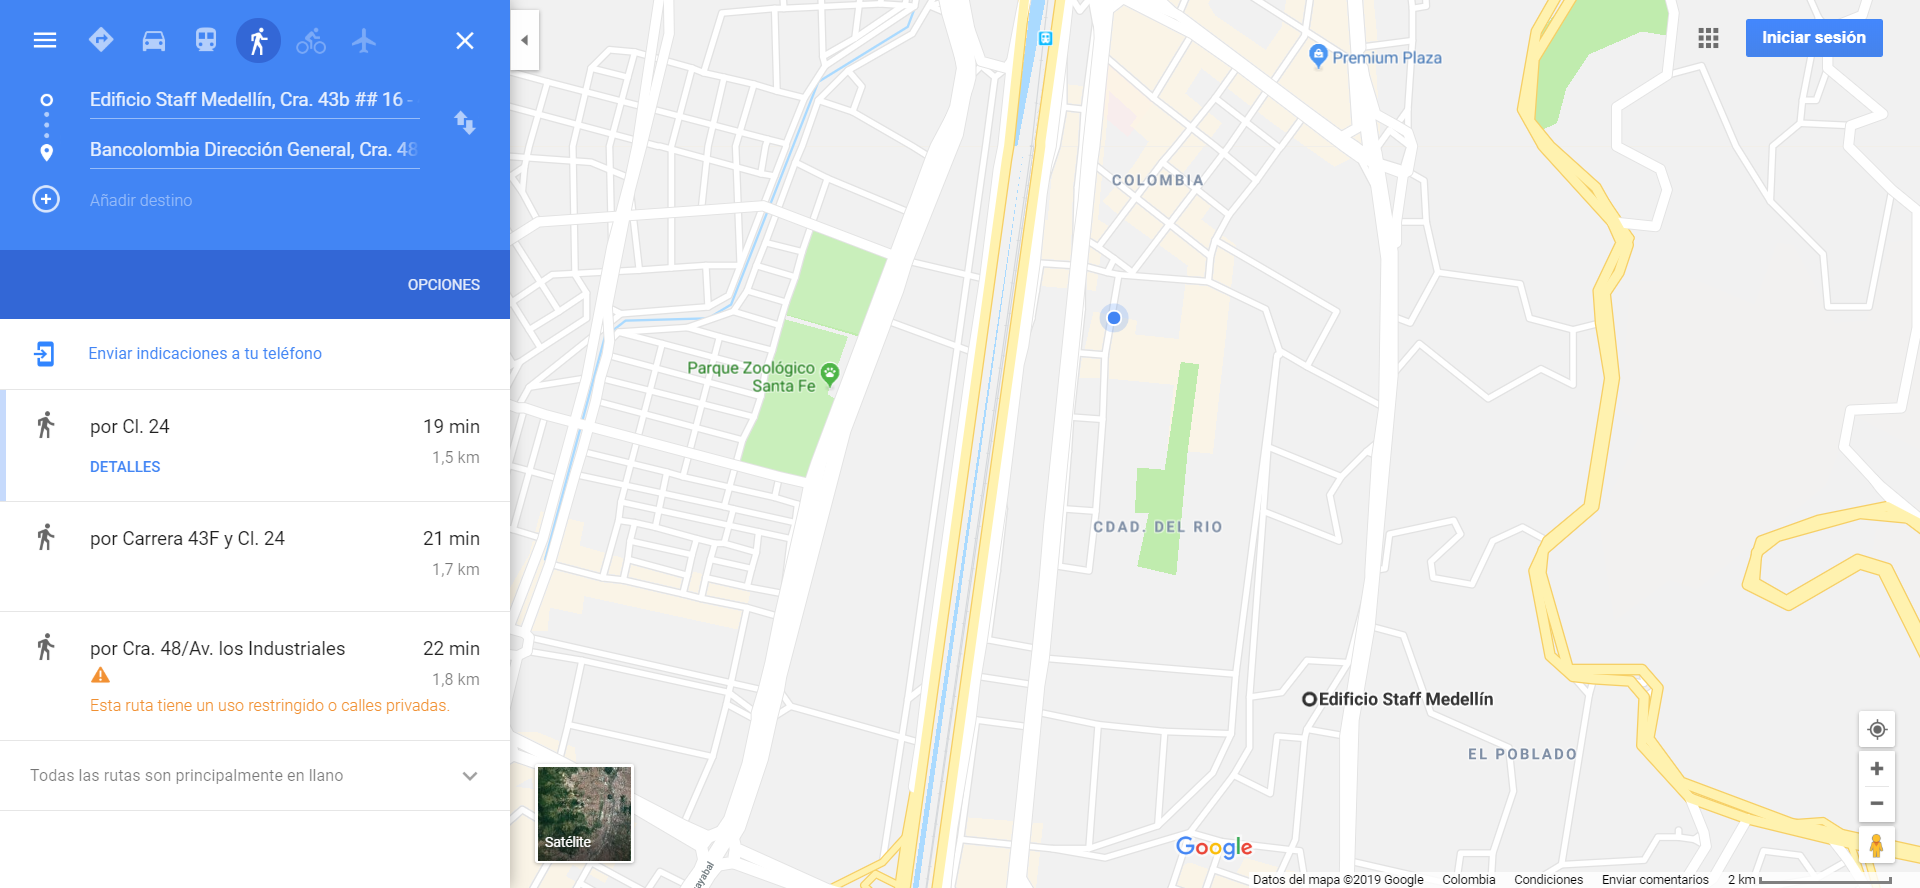 Edificio Staff Medellín, Cra. 43b ## 16 -
Bancolombia Dirección General, Cra. 48
Añadir destino
OPCIONES
Enviar indicaciones a tu teléfono
por Cl. 24
19 min
1,5 km
DETALLES
por Carrera 43F y Cl. 24
21 min
1,7 km
por Cra. 48/Av. los Industriales
22 min
1,8 km
Esta ruta tiene un uso restringido o calles privadas.
Todas las rutas son principalmente en llano
Iniciar sesión
Premium Plaza
COLOMBIA
Parque Zoológico
Santa Fe
CDAD. DEL RIO
Edificio Staff Medellín
EL POBLADO
Satélite
Google
Datos del mapa ©2019 Google Colombia Condiciones Enviar comentarios 2 km